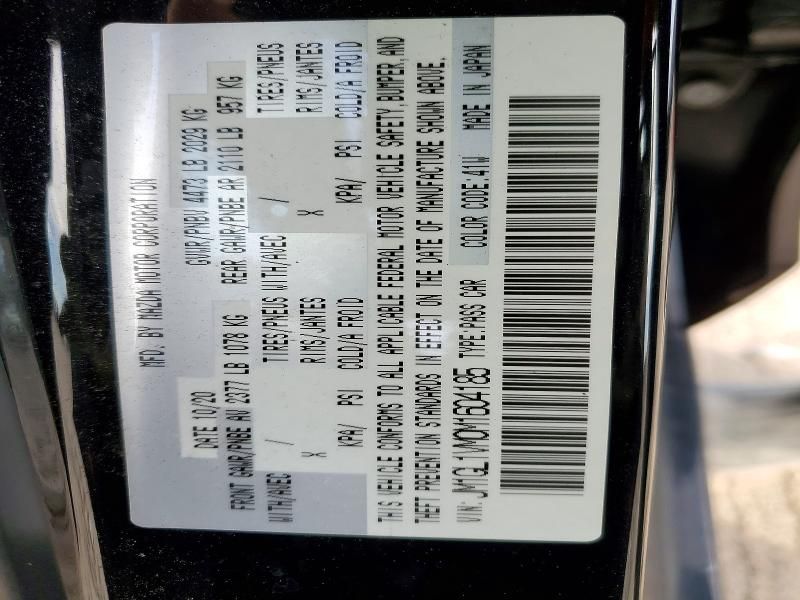 MFD. BY MAZDA MOTOR CORPORATION
DATE 10/20 GVWR/PNBV 4473 LB 2029 KG
FRONT GAWR/PNBE AV 2377 LB 1078 KG REAR GAWR/PNBE AR 2110 LB 957 KG
WITH/AVEC / TIRES/PNEUS WITH/AVEC / TIRES/PNEUS
X RIMS/JANTES X RIMS/JANTES
KPA/ PSI COLD/A FROID KPA/ PSI COLD/A FROID
THIS VEHICLE CONFORMS TO ALL APPLICABLE FEDERAL MOTOR VEHICLE SAFETY,BUMPER,AND
THEFT PREVENTION STANDARDS IN EFFECT ON THE DATE OF MANUFACTURE SHOWN ABOVE.
VIN: JM1GL1WY0M1604185 TYPE:PASS CAR COLOR CODE:41W MADE IN JAPAN